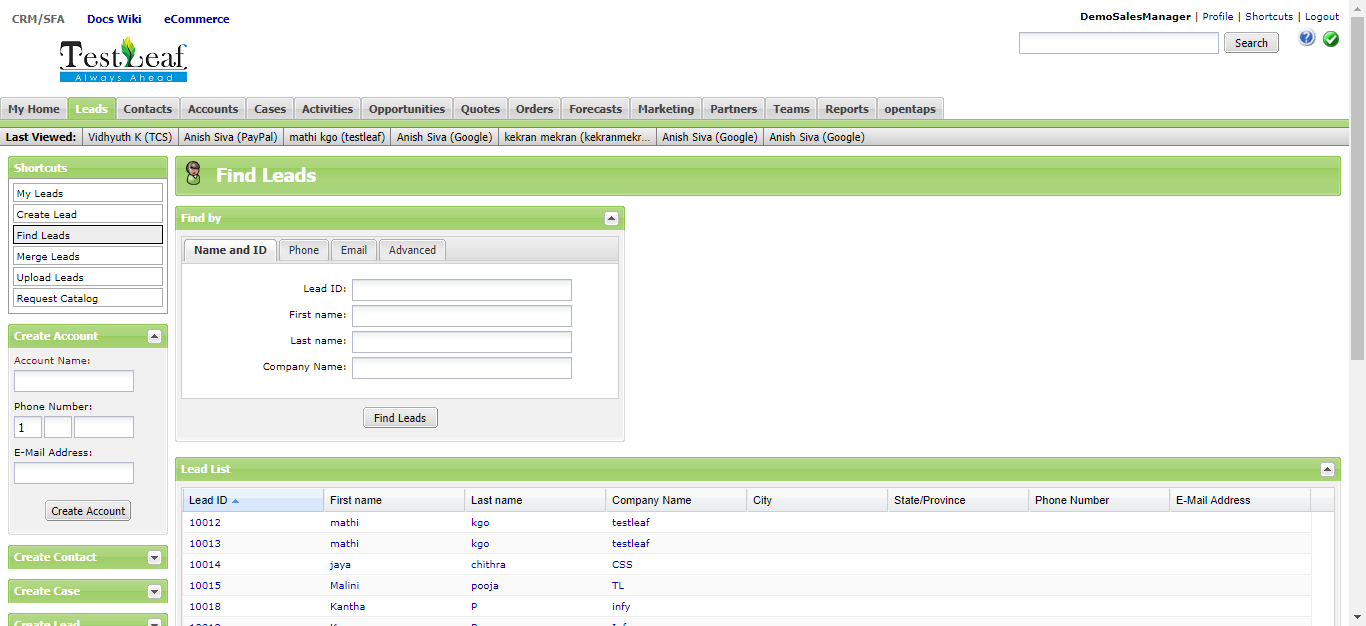 CRM/SFA Docs Wiki eCommerce
DemoSalesManager | Profile | Shortcuts | Logout
TestLeaf
Always Ahead
Search
My Home Leads Contacts Accounts Cases Activities Opportunities Quotes Orders Forecasts Marketing Partners Teams Reports opentaps
Last Viewed: Vidhyuth K (TCS) Anish Siva (PayPal) mathi kgo (testleaf) Anish Siva (Google) kekran mekran (kekranmekr... Anish Siva (Google) Anish Siva (Google)
Shortcuts
My Leads
Create Lead
Find Leads
Merge Leads
Upload Leads
Request Catalog
Create Account
Account Name:
Phone Number:
1
E-Mail Address:
Create Account
Create Contact
Create Case
Create Lead
Find Leads
Find by
Name and ID Phone Email Advanced
Lead ID:
First name:
Last name:
Company Name:
Find Leads
Lead List
Lead ID First name Last name Company Name City State/Province Phone Number E-Mail Address
10012 mathi kgo testleaf
10013 mathi kgo testleaf
10014 jaya chithra CSS
10015 Malini pooja TL
10018 Kantha P infy